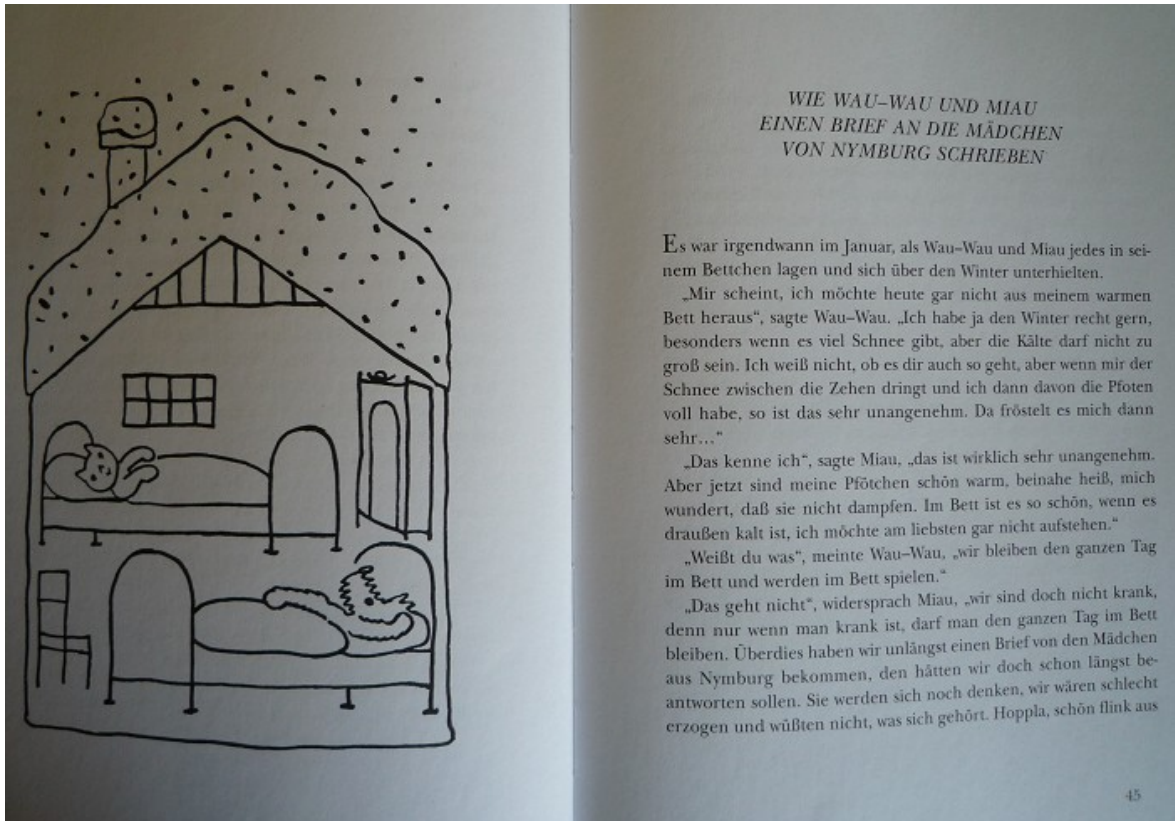 WIE WAU–WAU UND MIAU
EINEN BRIEF AN DIE MÄDCHEN
VON NYMBURG SCHRIEBEN
Es war irgendwann im Januar, als Wau–Wau und Miau jedes in sei-
nem Bettchen lagen und sich über den Winter unterhielten.
„Mir scheint, ich möchte heute gar nicht aus meinem warmen
Bett heraus“, sagte Wau–Wau. „Ich habe ja den Winter recht gern,
besonders wenn es viel Schnee gibt, aber die Kälte darf nicht zu
groß sein. Ich weiß nicht, ob es dir auch so geht, aber wenn mir der
Schnee zwischen die Zehen dringt und ich dann davon die Pfoten
voll habe, so ist das sehr unangenehm. Da fröstelt es mich dann
sehr...“
„Das kenne ich“, sagte Miau, „das ist wirklich sehr unangenehm.
Aber jetzt sind meine Pfötchen schön warm, beinahe heiß, mich
wundert, daß sie nicht dampfen. Im Bett ist es so schön, wenn es
draußen kalt ist, ich möchte am liebsten gar nicht aufstehen.“
„Weißt du was“, meinte Wau–Wau, „wir bleiben den ganzen Tag
im Bett und werden im Bett spielen.“
„Das geht nicht“, widersprach Miau, „wir sind doch nicht krank,
denn nur wenn man krank ist, darf man den ganzen Tag im Bett
bleiben. Überdies haben wir unlängst einen Brief von den Mädchen
aus Nymburg bekommen, den hätten wir doch schon längst be-
antworten sollen. Sie werden sich noch denken, wir wären schlecht
erzogen und wüßten nicht, was sich gehört. Hoppla, schön flink aus
45